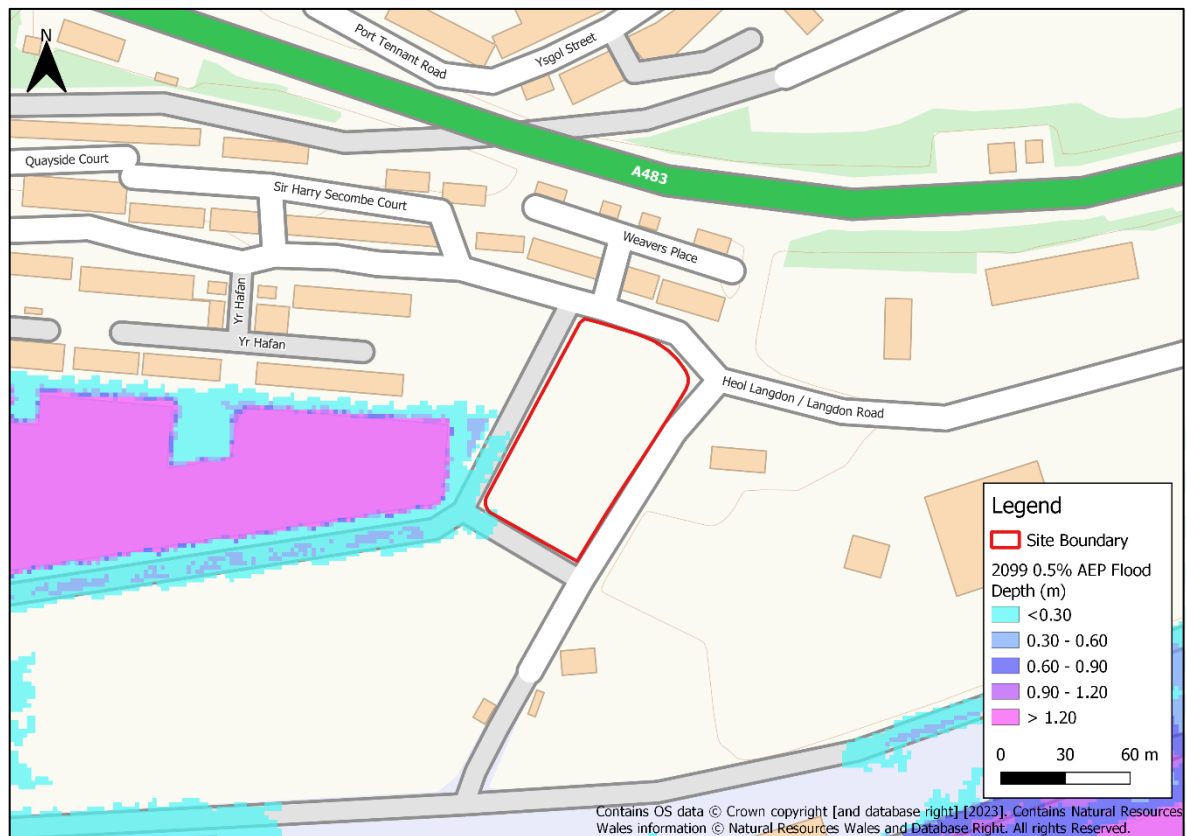 N
Port Tennant Road
Ysgol Street
A483
Quayside Court
Sir Harry Secombe Court
Weavers Place
Yr Hafan
Yr Hafan
Heol Langdon / Langdon Road
Legend
Site Boundary
2099 0.5% AEP Flood
Depth (m)
<0.30
0.30 - 0.60
0.60 - 0.90
0.90 - 1.20
> 1.20
0 30 60 m
Contains OS data © Crown copyright [and database right] [2023]. Contains Natural Resources
Wales information © Natural Resources Wales and Database Right. All rights Reserved.